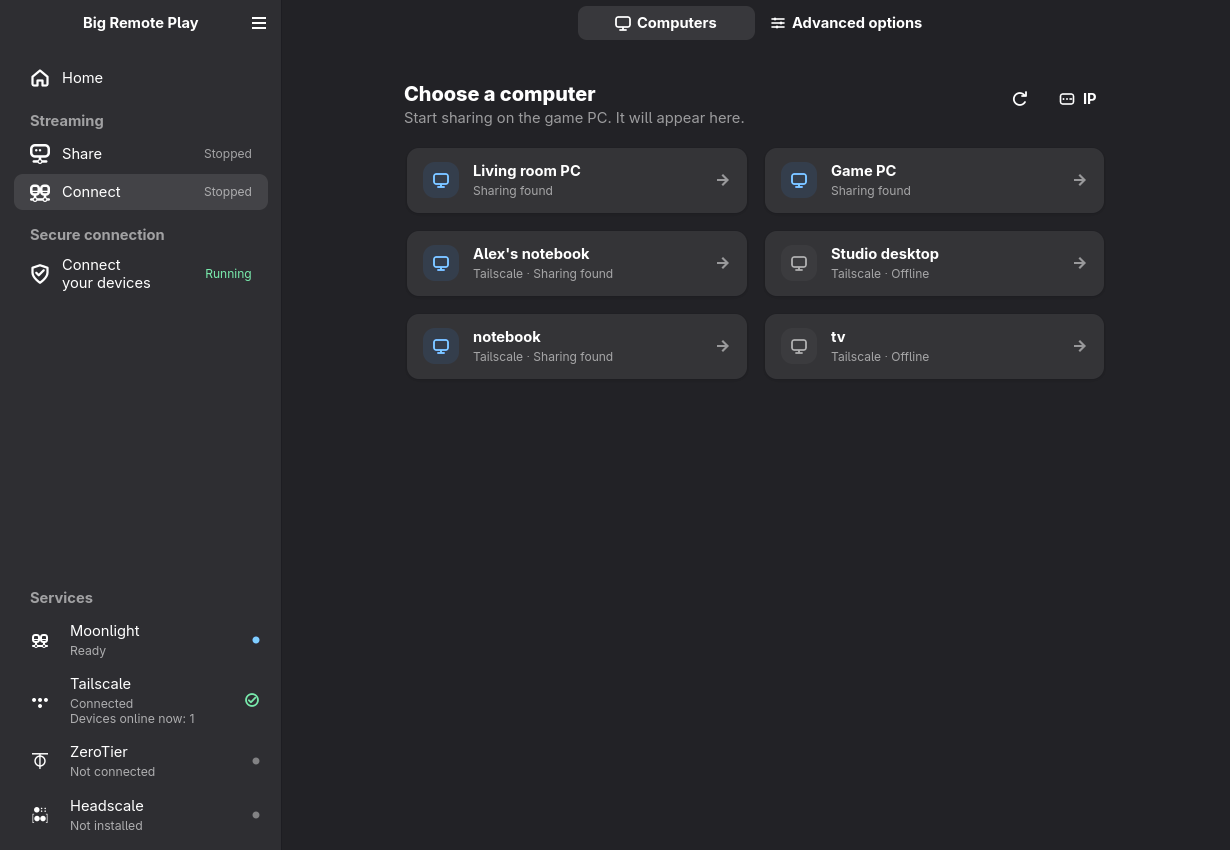 Big Remote Play
Computers
Advanced options
Home
Streaming
Share
Stopped
Connect
Stopped
Secure connection
Connect
your devices
Running
Services
Moonlight
Ready
Tailscale
Connected
Devices online now: 1
ZeroTier
Not connected
Headscale
Not installed
Choose a computer
Start sharing on the game PC. It will appear here.
IP
Living room PC
Sharing found
Game PC
Sharing found
Alex's notebook
Tailscale · Sharing found
Studio desktop
Tailscale · Offline
notebook
Tailscale · Sharing found
tv
Tailscale · Offline